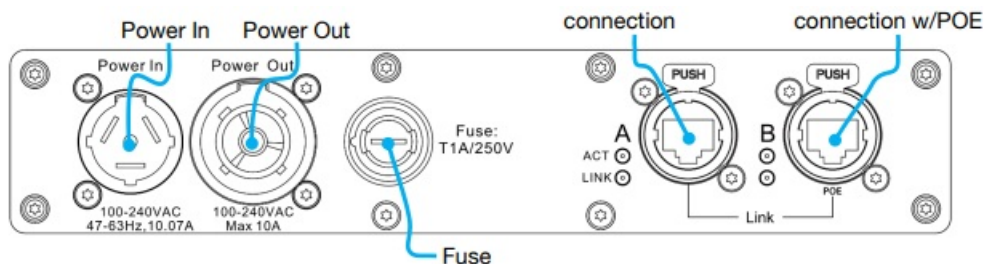 connection
connection w/POE
Power In
Power Out
Power In
Power Out
PUSH
PUSH
Fuse:
T1A/250V
A
B
ACT
LINK
POE
100-240VAC
47-63Hz,10.07A
100-240VAC
Max 10A
Link
Fuse